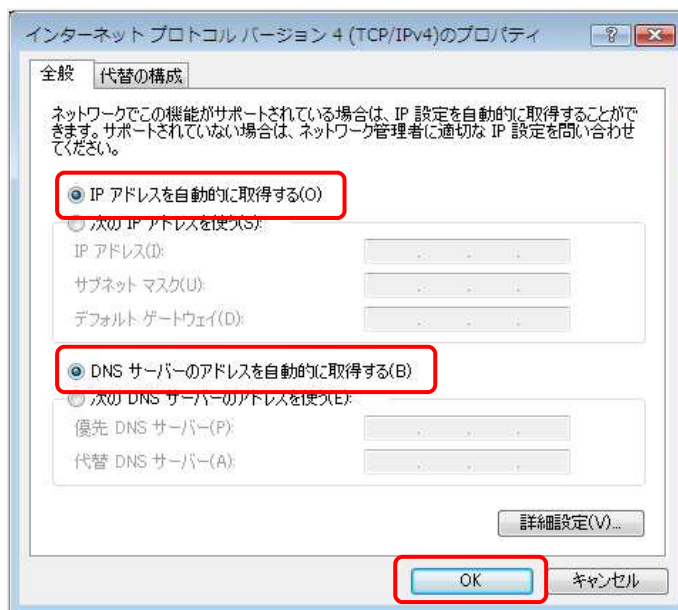 インターネット プロトコル バージョン 4 (TCP/IPv4)のプロパティ
全般
代替の構成
ネットワークでこの機能がサポートされている場合は、IP 設定を自動的に取得することがで
きます。サポートされていない場合は、ネットワーク管理者に適切な IP 設定を問い合わせ
てください。
IP アドレスを自動的に取得する(O)
次の IP アドレスを使う(S):
IP アドレス(I):
サブネット マスク(U):
デフォルト ゲートウェイ(D):
DNS サーバーのアドレスを自動的に取得する(B)
次の DNS サーバーのアドレスを使う(E):
優先 DNS サーバー(P):
代替 DNS サーバー(A):
詳細設定(V)...
OK
キャンセル